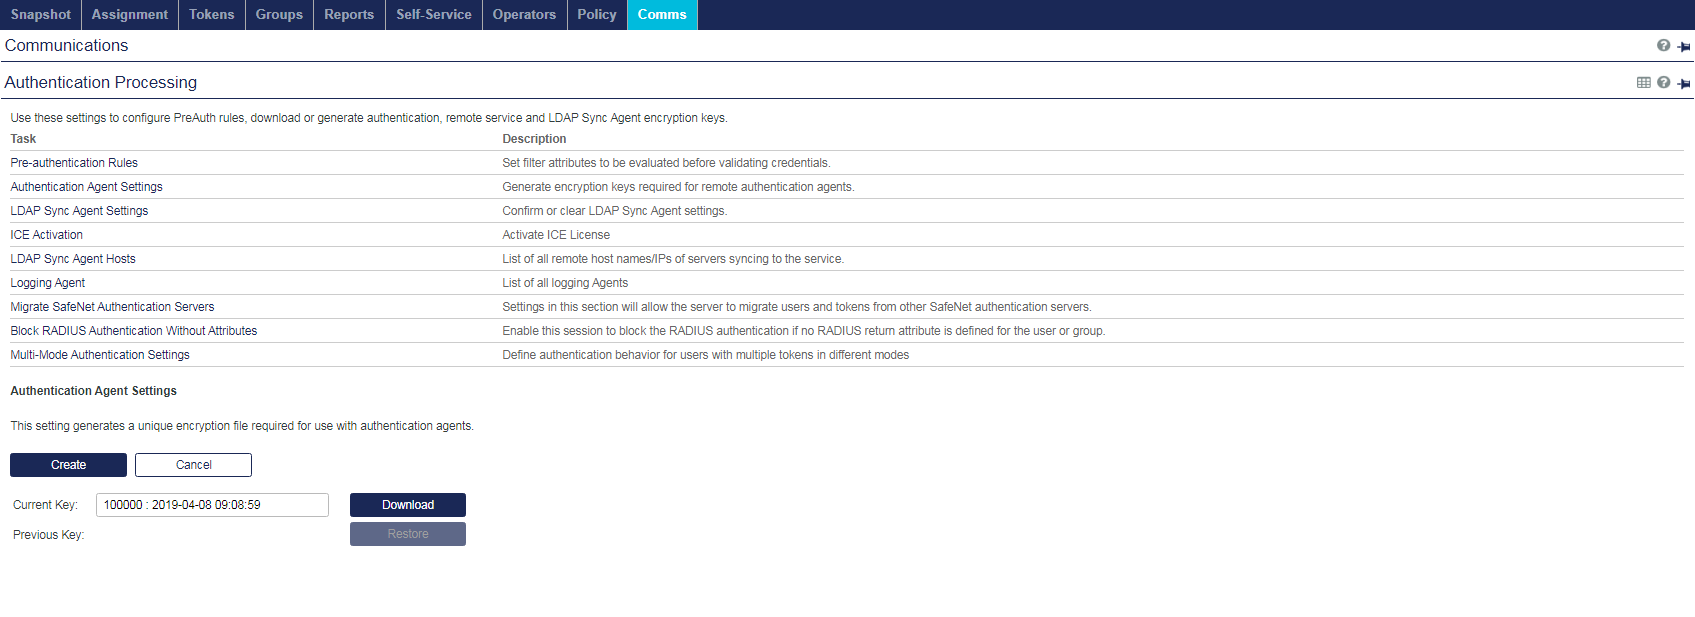 Snapshot Assignment Tokens Groups Reports Self-Service Operators Policy Comms
Communications
Authentication Processing
Use these settings to configure PreAuth rules, download or generate authentication, remote service and LDAP Sync Agent encryption keys.
Task Description
Pre-authentication Rules Set filter attributes to be evaluated before validating credentials.
Authentication Agent Settings Generate encryption keys required for remote authentication agents.
LDAP Sync Agent Settings Confirm or clear LDAP Sync Agent settings.
ICE Activation Activate ICE License
LDAP Sync Agent Hosts List of all remote host names/IPs of servers syncing to the service.
Logging Agent List of all logging Agents
Migrate SafeNet Authentication Servers Settings in this section will allow the server to migrate users and tokens from other SafeNet authentication servers.
Block RADIUS Authentication Without Attributes Enable this session to block the RADIUS authentication if no RADIUS return attribute is defined for the user or group.
Multi-Mode Authentication Settings Define authentication behavior for users with multiple tokens in different modes
Authentication Agent Settings
This setting generates a unique encryption file required for use with authentication agents.
Create Cancel
Current Key: 100000 : 2019-04-08 09:08:59 Download
Previous Key: Restore